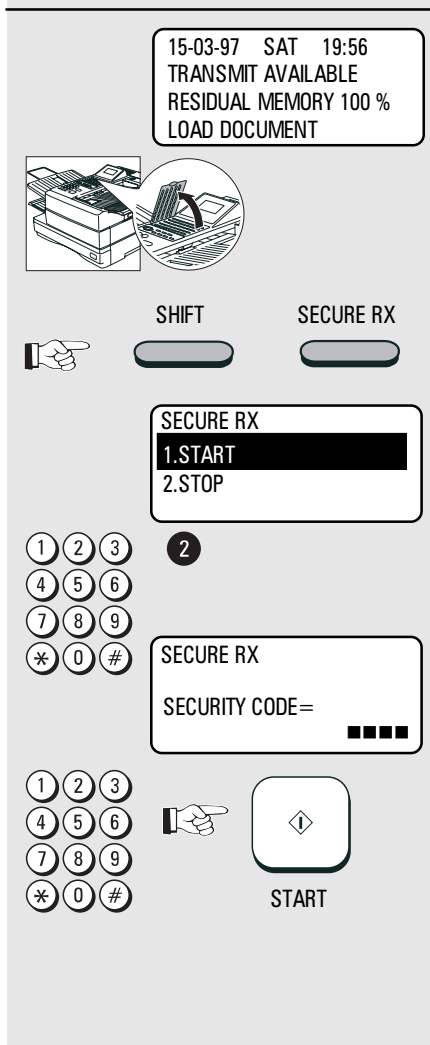 15-03-97 SAT 19:56
TRANSMIT AVAILABLE
RESIDUAL MEMORY 100 %
LOAD DOCUMENT
SHIFT SECURE RX
SECURE RX
1.START
2.STOP
1 2 3 2
4 5 6
7 8 9
* 0 #
SECURE RX
SECURITY CODE=
1 2 3
4 5 6
7 8 9
* 0 #
START